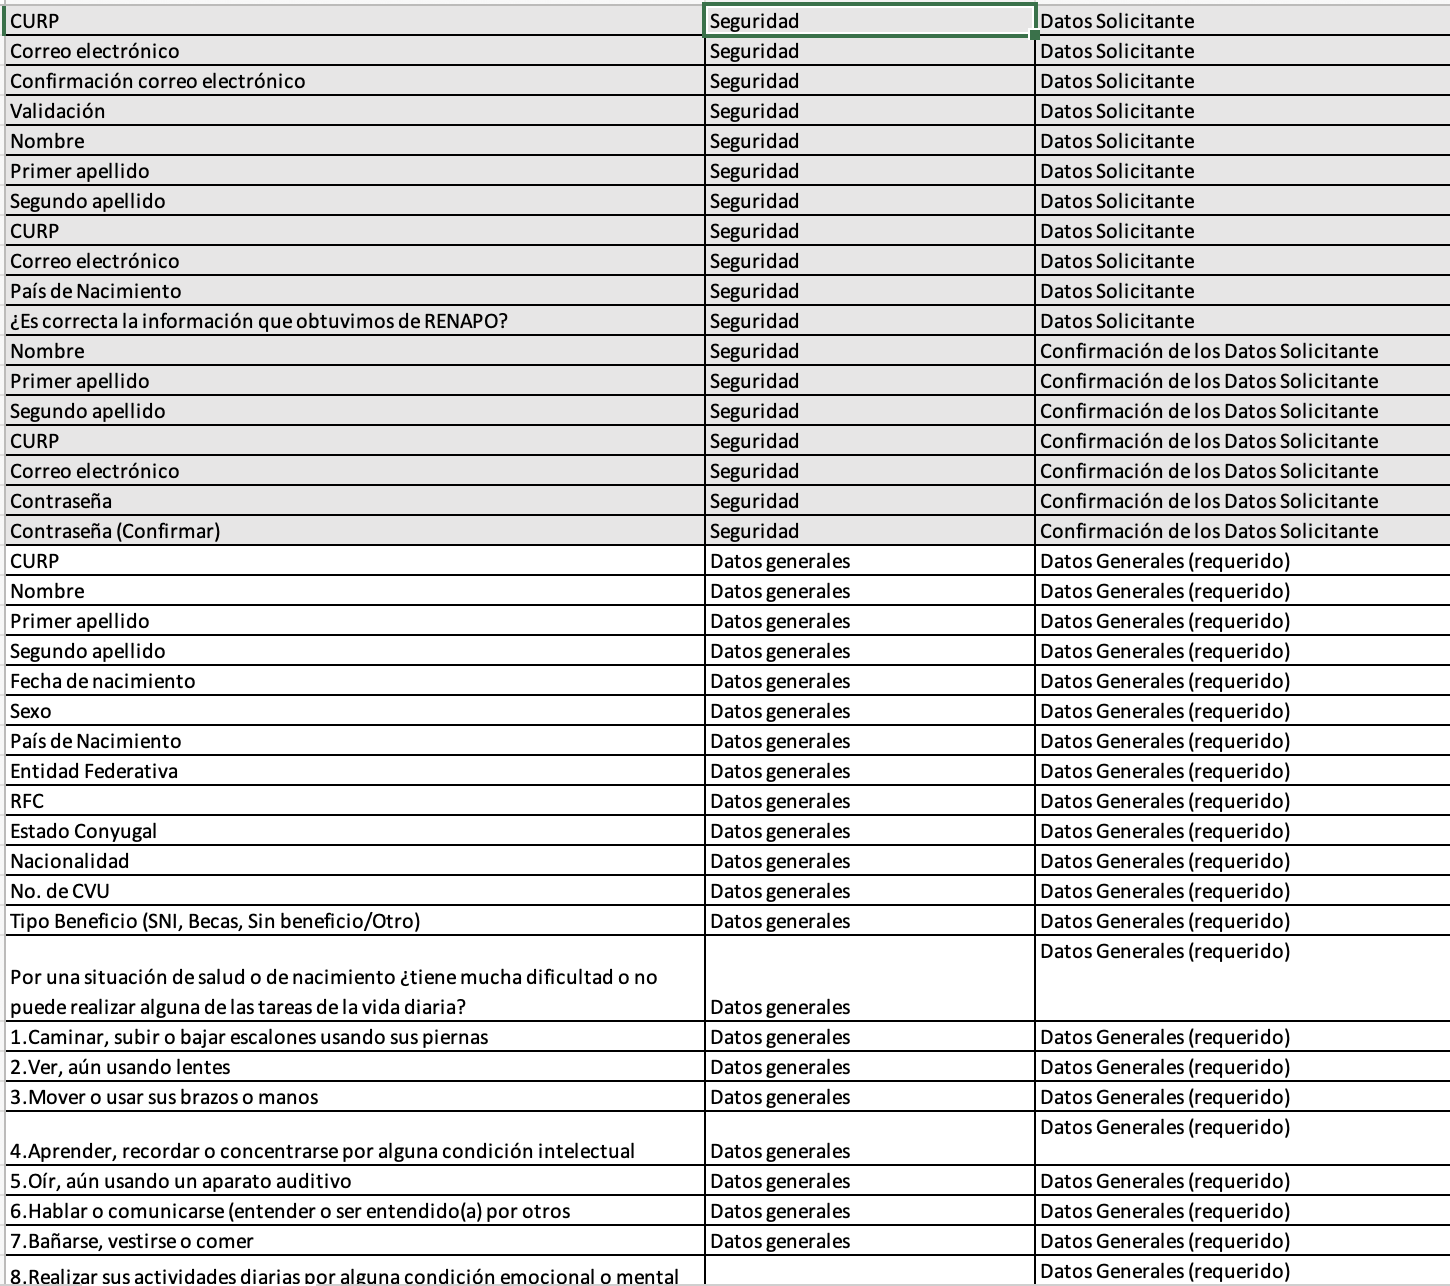 CURP Seguridad Datos Solicitante
Correo electrónico Seguridad Datos Solicitante
Confirmación correo electrónico Seguridad Datos Solicitante
Validación Seguridad Datos Solicitante
Nombre Seguridad Datos Solicitante
Primer apellido Seguridad Datos Solicitante
Segundo apellido Seguridad Datos Solicitante
CURP Seguridad Datos Solicitante
Correo electrónico Seguridad Datos Solicitante
País de Nacimiento Seguridad Datos Solicitante
¿Es correcta la información que obtuvimos de RENAPO? Seguridad Datos Solicitante
Nombre Seguridad Confirmación de los Datos Solicitante
Primer apellido Seguridad Confirmación de los Datos Solicitante
Segundo apellido Seguridad Confirmación de los Datos Solicitante
CURP Seguridad Confirmación de los Datos Solicitante
Correo electrónico Seguridad Confirmación de los Datos Solicitante
Contraseña Seguridad Confirmación de los Datos Solicitante
Contraseña (Confirmar) Seguridad Confirmación de los Datos Solicitante
CURP Datos generales Datos Generales (requerido)
Nombre Datos generales Datos Generales (requerido)
Primer apellido Datos generales Datos Generales (requerido)
Segundo apellido Datos generales Datos Generales (requerido)
Fecha de nacimiento Datos generales Datos Generales (requerido)
Sexo Datos generales Datos Generales (requerido)
País de Nacimiento Datos generales Datos Generales (requerido)
Entidad Federativa Datos generales Datos Generales (requerido)
RFC Datos generales Datos Generales (requerido)
Estado Conyugal Datos generales Datos Generales (requerido)
Nacionalidad Datos generales Datos Generales (requerido)
No. de CVU Datos generales Datos Generales (requerido)
Tipo Beneficio (SNI, Becas, Sin beneficio/Otro) Datos generales Datos Generales (requerido)
Datos Generales (requerido)
Por una situación de salud o de nacimiento ¿tiene mucha dificultad o no
puede realizar alguna de las tareas de la vida diaria? Datos generales
1.Caminar, subir o bajar escalones usando sus piernas Datos generales Datos Generales (requerido)
2.Ver, aún usando lentes Datos generales Datos Generales (requerido)
3.Mover o usar sus brazos o manos Datos generales Datos Generales (requerido)
Datos Generales (requerido)
4.Aprender, recordar o concentrarse por alguna condición intelectual Datos generales
5.Oír, aún usando un aparato auditivo Datos generales Datos Generales (requerido)
6.Hablar o comunicarse (entender o ser entendido(a) por otros Datos generales Datos Generales (requerido)
7.Bañarse, vestirse o comer Datos generales Datos Generales (requerido)
8.Realizar sus actividades diarias por alguna condición emocional o mental Datos Generales (requerido)